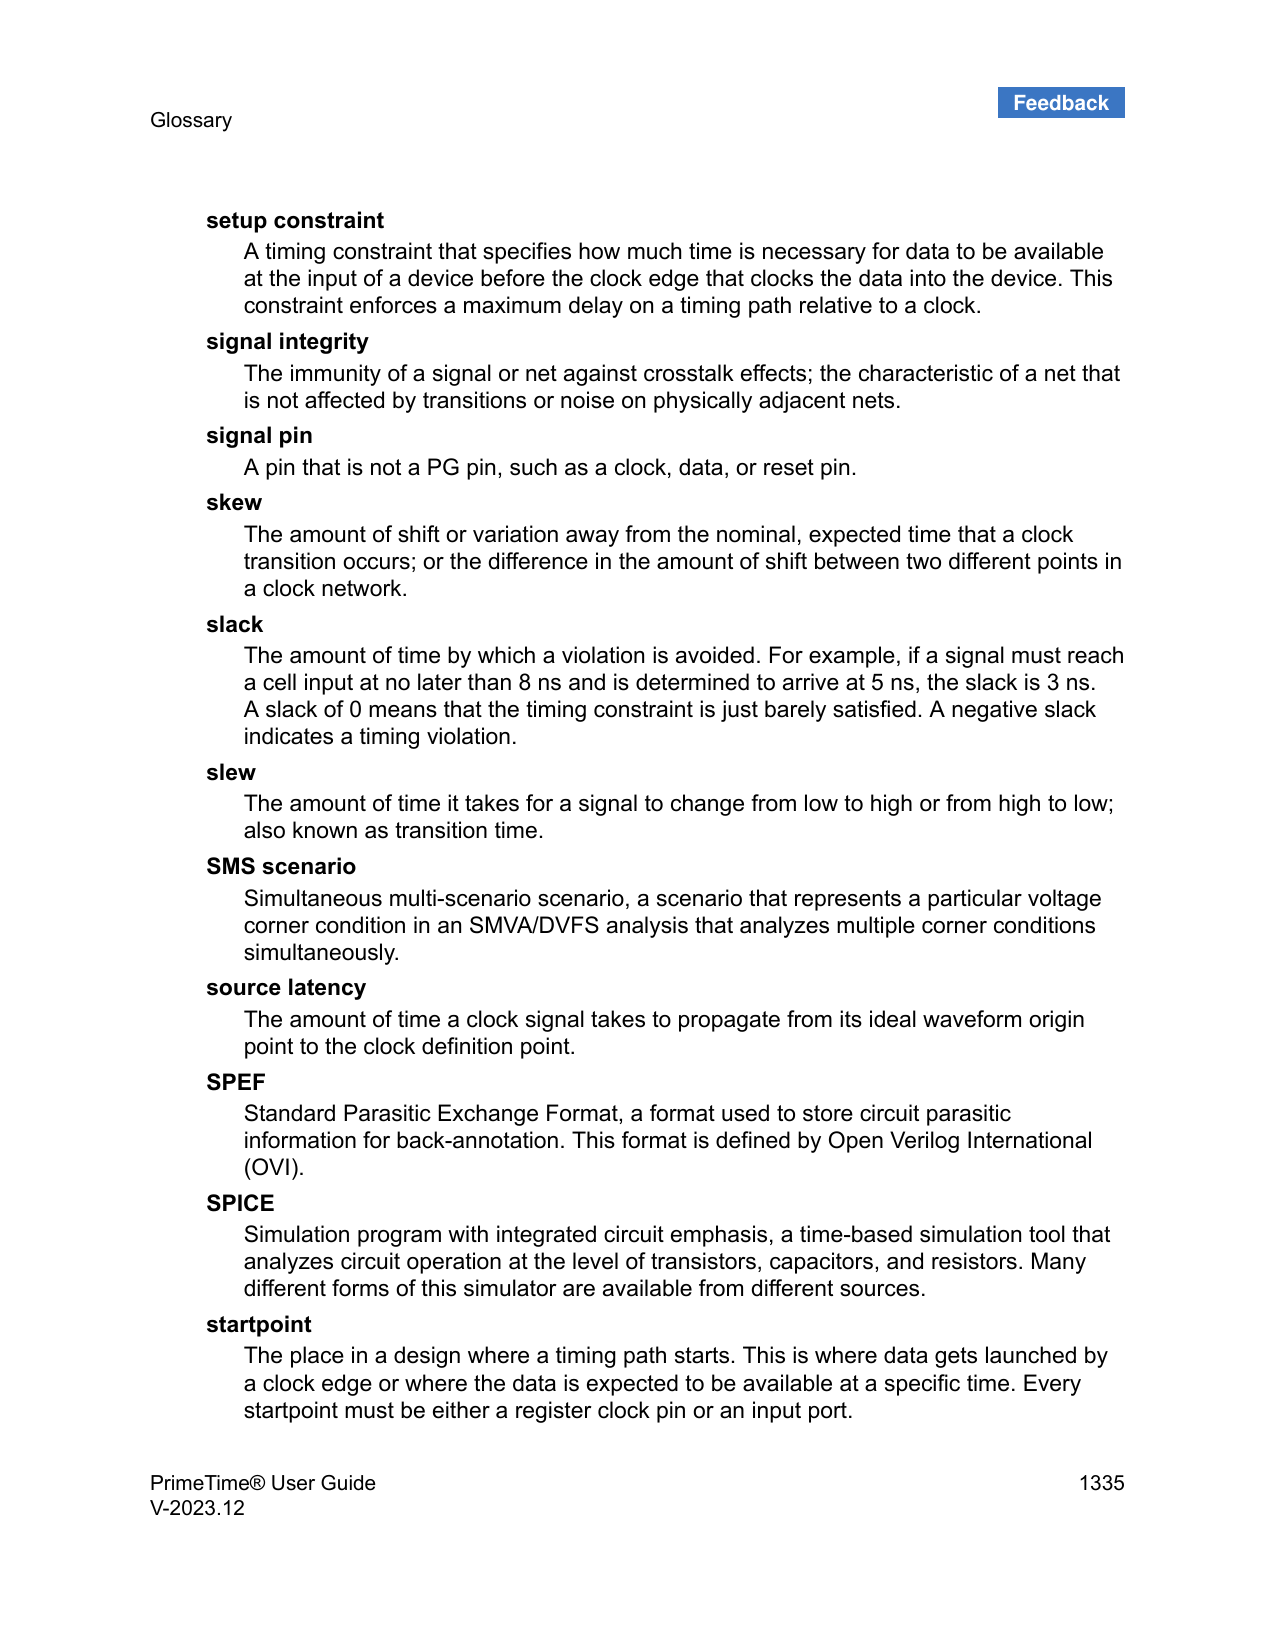 Glossary
Feedback
setup constraint
A timing constraint that specifies how much time is necessary for data to be available
at the input of a device before the clock edge that clocks the data into the device. This
constraint enforces a maximum delay on a timing path relative to a clock.
signal integrity
The immunity of a signal or net against crosstalk effects; the characteristic of a net that
is not affected by transitions or noise on physically adjacent nets.
signal pin
A pin that is not a PG pin, such as a clock, data, or reset pin.
skew
The amount of shift or variation away from the nominal, expected time that a clock
transition occurs; or the difference in the amount of shift between two different points in
a clock network.
slack
The amount of time by which a violation is avoided. For example, if a signal must reach
a cell input at no later than 8 ns and is determined to arrive at 5 ns, the slack is 3 ns.
A slack of 0 means that the timing constraint is just barely satisfied. A negative slack
indicates a timing violation.
slew
The amount of time it takes for a signal to change from low to high or from high to low;
also known as transition time.
SMS scenario
Simultaneous multi-scenario scenario, a scenario that represents a particular voltage
corner condition in an SMVA/DVFS analysis that analyzes multiple corner conditions
simultaneously.
source latency
The amount of time a clock signal takes to propagate from its ideal waveform origin
point to the clock definition point.
SPEF
Standard Parasitic Exchange Format, a format used to store circuit parasitic
information for back-annotation. This format is defined by Open Verilog International
(OVI).
SPICE
Simulation program with integrated circuit emphasis, a time-based simulation tool that
analyzes circuit operation at the level of transistors, capacitors, and resistors. Many
different forms of this simulator are available from different sources.
startpoint
The place in a design where a timing path starts. This is where data gets launched by
a clock edge or where the data is expected to be available at a specific time. Every
startpoint must be either a register clock pin or an input port.
PrimeTime® User Guide
1335
V-2023.12